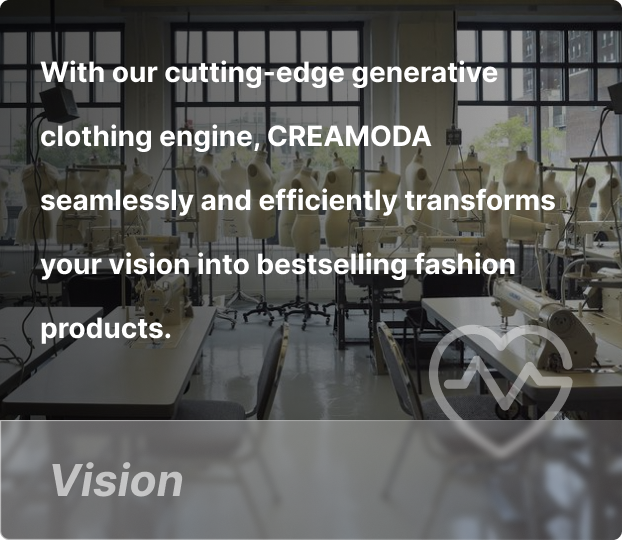 With our cutting-edge generative
clothing engine, CREAMODA
seamlessly and efficiently transforms
your vision into bestselling fashion
products.
Vision